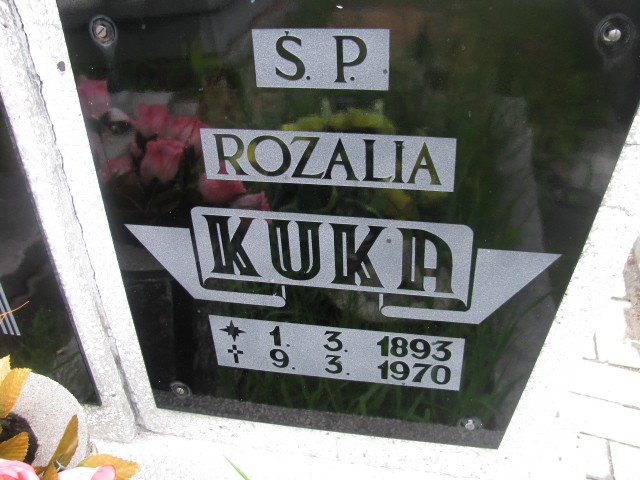 Ś. P.
ROZALIA
KUKA
✶ 1. 3. 1893
✝ 9. 3. 1970